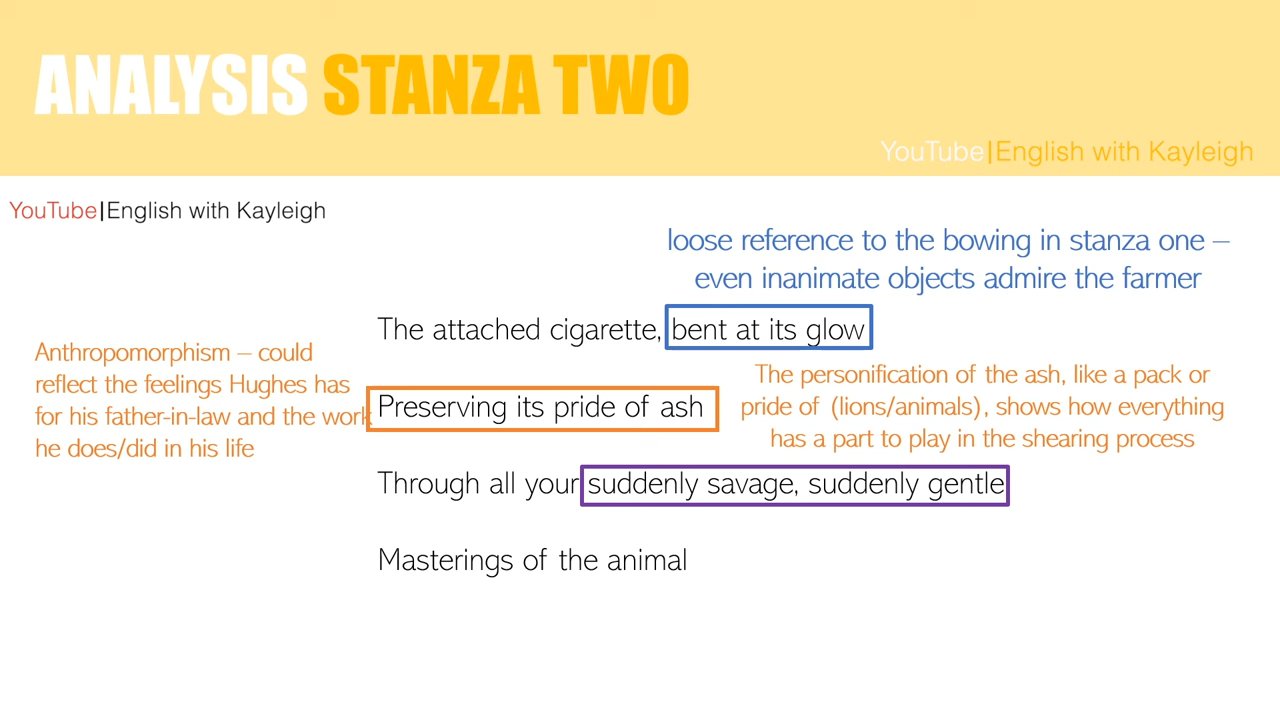 ANALYSIS STANZA TWO
YouTube|English with Kayleigh
YouTube|English with Kayleigh
loose reference to the bowing in stanza one –
even inanimate objects admire the farmer
The attached cigarette, bent at its glow
Anthropomorphism – could
reflect the feelings Hughes has
for his father-in-law and the work
he does/did in his life
Preserving its pride of ash
The personification of the ash, like a pack or
pride of (lions/animals), shows how everything
has a part to play in the shearing process
Through all your suddenly savage, suddenly gentle
Masterings of the animal